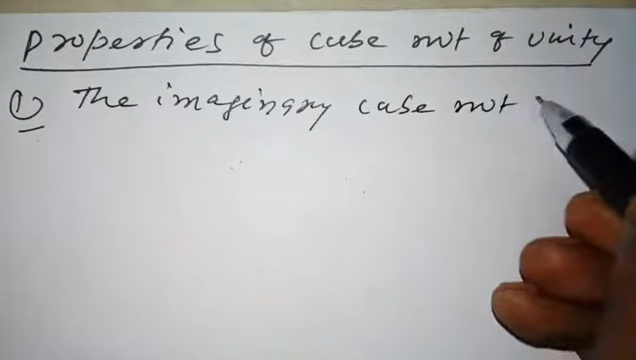 Properties of cube root of unity
① The imaginary cube root